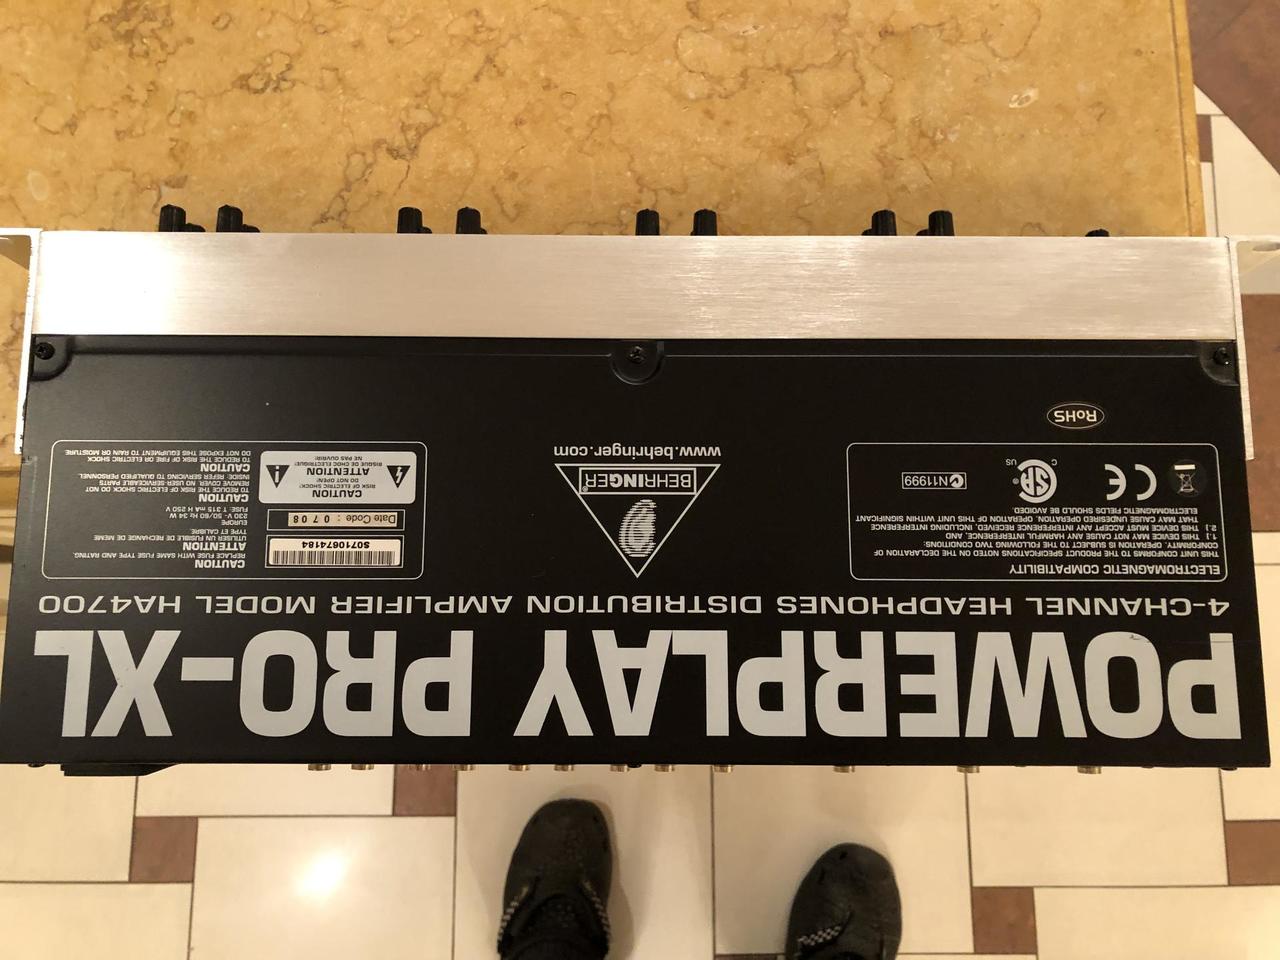 POWERPLAY PRO-XL
4-CHANNEL HEADPHONES DISTRIBUTION AMPLIFIER MODEL HA4700
ELECTROMAGNETIC COMPATIBILITY
THIS UNIT CONFORMS TO THE PRODUCT SPECIFICATIONS NOTED ON THE DECLARATION OF
CONFORMITY. OPERATION IS SUBJECT TO THE FOLLOWING TWO CONDITIONS:
1.) THIS DEVICE MAY NOT CAUSE ANY HARMFUL INTERFERENCE, AND,
2.) THIS DEVICE MUST ACCEPT ANY INTERFERENCE RECEIVED, INCLUDING INTERFERENCE
THAT MAY CAUSE UNDESIRED OPERATION. OPERATION OF THIS UNIT WITHIN SIGNIFICANT
ELECTROMAGNETIC FIELDS SHOULD BE AVOIDED.
CE
C
US
N11999
RoHS
BEHRINGER
www.behringer.com
S0710674184
Date Code : 0708
CAUTION
RISK OF ELECTRIC SHOCK!
DO NOT OPEN!
ATTENTION
RISQUE DE CHOC ELECTRIQUE!
NE PAS OUVRIR!
CAUTION
REPLACE FUSE WITH SAME FUSE TYPE AND RATING.
ATTENTION
UTILISER UN FUSIBLE DE RECHANGE DE MEME
TYPE ET CALIBRE.
EUROPE
230 V~ 50/60 Hz 34 W
FUSE: T 315 mA H 250 V
CAUTION
TO REDUCE THE RISK OF ELECTRIC SHOCK DO NOT
REMOVE COVER. NO USER SERVICEABLE PARTS
INSIDE. REFER SERVICING TO QUALIFIED PERSONNEL
CAUTION
TO REDUCE THE RISK OF FIRE OR ELECTRIC SHOCK
DO NOT EXPOSE THIS EQUIPMENT TO RAIN OR MOISTURE